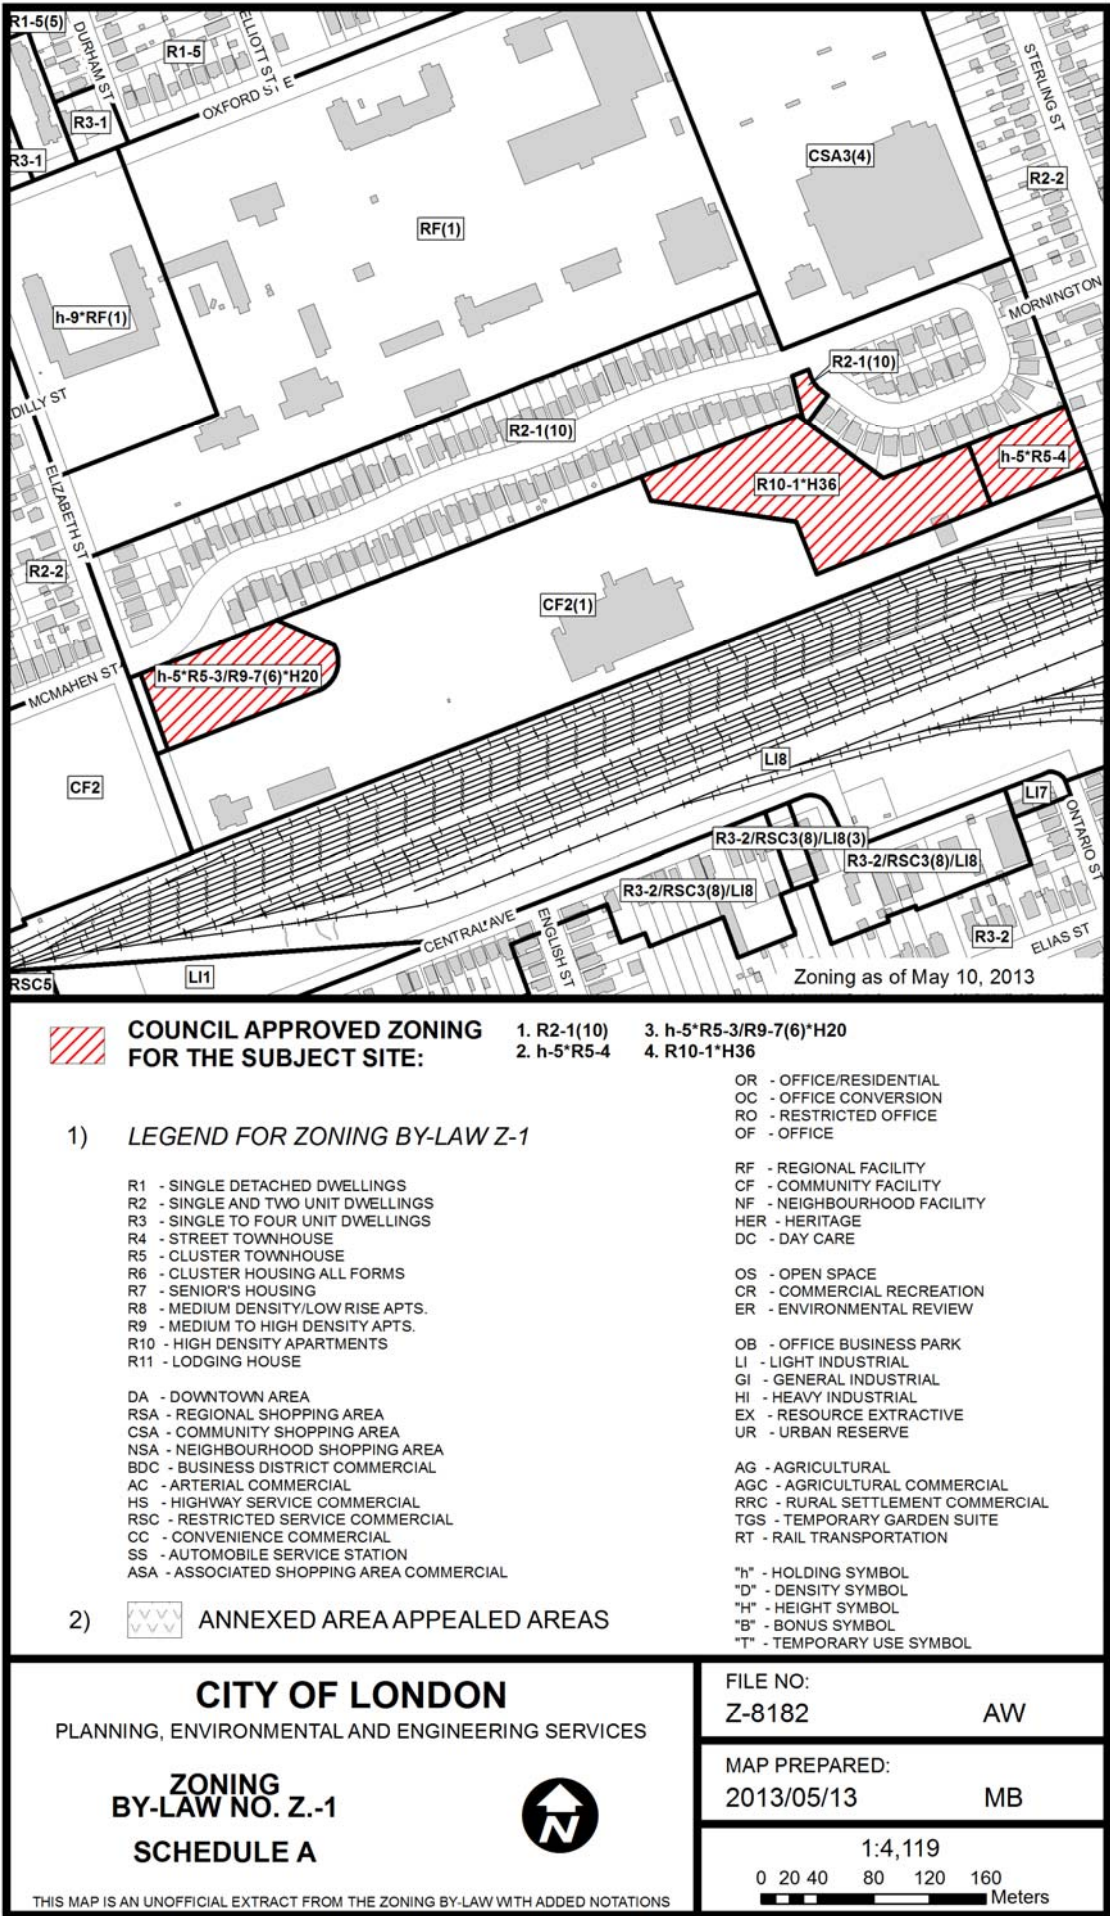 R1-5(5)
DURHAM ST
R1-5
ELLIOTT ST
OXFORD ST E
R3-1
R3-1
CSA3(4)
STERLING ST
R2-2
RF(1)
h-9*RF(1)
MORNINGTON
R2-1(10)
DILLY ST
R2-1(10)
h-5*R5-4
R10-1*H36
ELIZABETH ST
R2-2
CF2(1)
MCMAHEN ST
h-5*R5-3/R9-7(6)*H20
CF2
LI8
LI7
ONTARIO ST
R3-2/RSC3(8)/LI8(3)
R3-2/RSC3(8)/LI8
R3-2/RSC3(8)/LI8
CENTRAL AVE
ENGLISH ST
R3-2
ELIAS ST
RSC5
LI1
Zoning as of May 10, 2013
COUNCIL APPROVED ZONING
FOR THE SUBJECT SITE:
1. R2-1(10) 3. h-5*R5-3/R9-7(6)*H20
2. h-5*R5-4 4. R10-1*H36
1) LEGEND FOR ZONING BY-LAW Z-1
R1 - SINGLE DETACHED DWELLINGS
R2 - SINGLE AND TWO UNIT DWELLINGS
R3 - SINGLE TO FOUR UNIT DWELLINGS
R4 - STREET TOWNHOUSE
R5 - CLUSTER TOWNHOUSE
R6 - CLUSTER HOUSING ALL FORMS
R7 - SENIOR'S HOUSING
R8 - MEDIUM DENSITY/LOW RISE APTS.
R9 - MEDIUM TO HIGH DENSITY APTS.
R10 - HIGH DENSITY APARTMENTS
R11 - LODGING HOUSE
DA - DOWNTOWN AREA
RSA - REGIONAL SHOPPING AREA
CSA - COMMUNITY SHOPPING AREA
NSA - NEIGHBOURHOOD SHOPPING AREA
BDC - BUSINESS DISTRICT COMMERCIAL
AC - ARTERIAL COMMERCIAL
HS - HIGHWAY SERVICE COMMERCIAL
RSC - RESTRICTED SERVICE COMMERCIAL
CC - CONVENIENCE COMMERCIAL
SS - AUTOMOBILE SERVICE STATION
ASA - ASSOCIATED SHOPPING AREA COMMERCIAL
OR - OFFICE/RESIDENTIAL
OC - OFFICE CONVERSION
RO - RESTRICTED OFFICE
OF - OFFICE
RF - REGIONAL FACILITY
CF - COMMUNITY FACILITY
NF - NEIGHBOURHOOD FACILITY
HER - HERITAGE
DC - DAY CARE
OS - OPEN SPACE
CR - COMMERCIAL RECREATION
ER - ENVIRONMENTAL REVIEW
OB - OFFICE BUSINESS PARK
LI - LIGHT INDUSTRIAL
GI - GENERAL INDUSTRIAL
HI - HEAVY INDUSTRIAL
EX - RESOURCE EXTRACTIVE
UR - URBAN RESERVE
AG - AGRICULTURAL
AGC - AGRICULTURAL COMMERCIAL
RRC - RURAL SETTLEMENT COMMERCIAL
TGS - TEMPORARY GARDEN SUITE
RT - RAIL TRANSPORTATION
"h" - HOLDING SYMBOL
"D" - DENSITY SYMBOL
"H" - HEIGHT SYMBOL
"B" - BONUS SYMBOL
"T" - TEMPORARY USE SYMBOL
2) ANNEXED AREA APPEALED AREAS
CITY OF LONDON
PLANNING, ENVIRONMENTAL AND ENGINEERING SERVICES
ZONING
BY-LAW NO. Z.-1
SCHEDULE A
N
THIS MAP IS AN UNOFFICIAL EXTRACT FROM THE ZONING BY-LAW WITH ADDED NOTATIONS
FILE NO:
Z-8182 AW
MAP PREPARED:
2013/05/13 MB
1:4,119
0 20 40 80 120 160
Meters